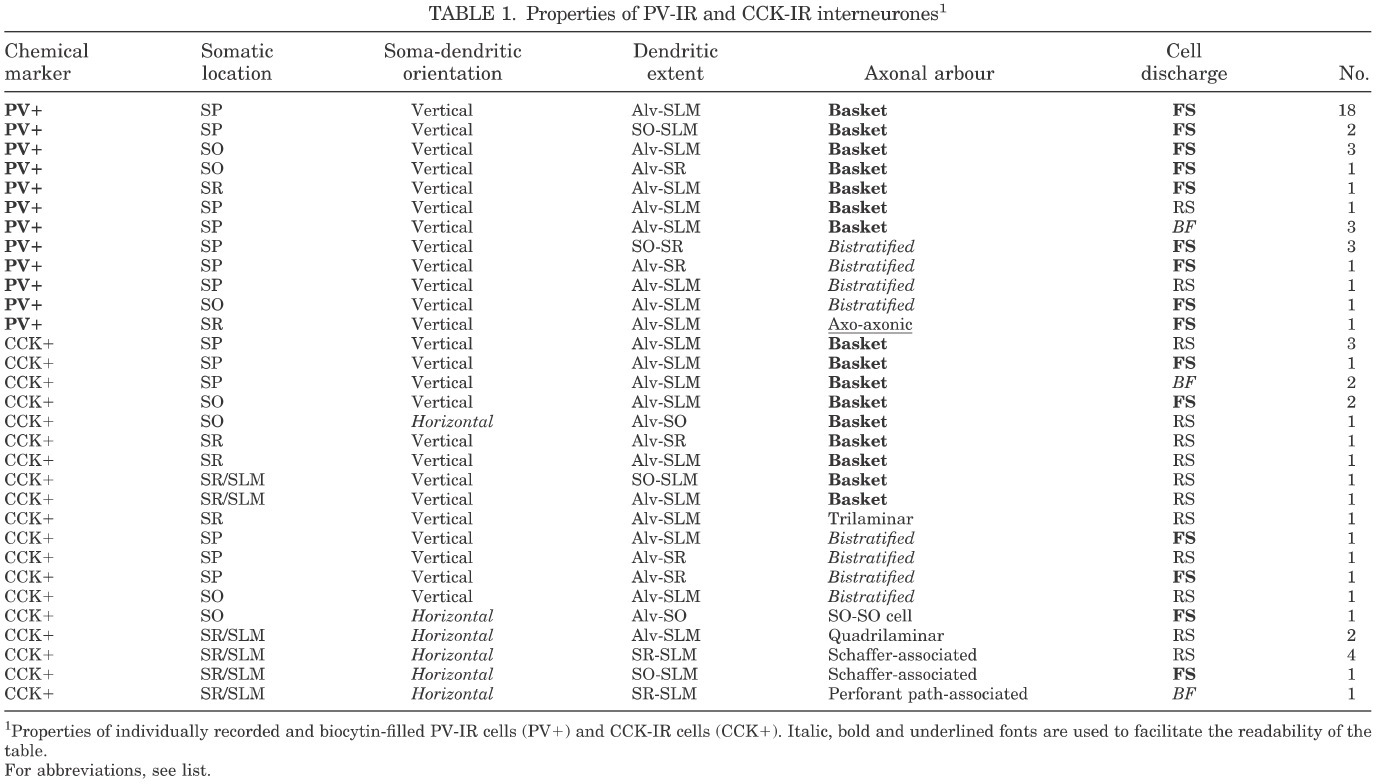 TABLE 1. Properties of PV-IR and CCK-IR interneurones1
Chemical marker Somatic location Soma-dendritic orientation Dendritic extent Axonal arbour Cell discharge No.
PV+ SP Vertical Alv-SLM Basket FS 18
PV+ SP Vertical SO-SLM Basket FS 2
PV+ SO Vertical Alv-SLM Basket FS 3
PV+ SO Vertical Alv-SR Basket FS 1
PV+ SR Vertical Alv-SLM Basket FS 1
PV+ SP Vertical Alv-SLM Basket RS 1
PV+ SP Vertical Alv-SLM Basket BF 3
PV+ SP Vertical SO-SR Bistratified FS 3
PV+ SP Vertical Alv-SR Bistratified FS 1
PV+ SP Vertical Alv-SLM Bistratified RS 1
PV+ SO Vertical Alv-SLM Bistratified FS 1
PV+ SR Vertical Alv-SLM Axo-axonic FS 1
CCK+ SP Vertical Alv-SLM Basket RS 3
CCK+ SP Vertical Alv-SLM Basket FS 1
CCK+ SP Vertical Alv-SLM Basket BF 2
CCK+ SO Vertical Alv-SLM Basket FS 2
CCK+ SO Horizontal Alv-SO Basket RS 1
CCK+ SR Vertical Alv-SR Basket RS 1
CCK+ SR Vertical Alv-SLM Basket RS 1
CCK+ SR/SLM Vertical SO-SLM Basket RS 1
CCK+ SR/SLM Vertical Alv-SLM Basket RS 1
CCK+ SR Vertical Alv-SLM Trilaminar RS 1
CCK+ SP Vertical Alv-SLM Bistratified FS 1
CCK+ SP Vertical Alv-SR Bistratified RS 1
CCK+ SP Vertical Alv-SR Bistratified FS 1
CCK+ SO Vertical Alv-SLM Bistratified RS 1
CCK+ SO Horizontal Alv-SO SO-SO cell FS 1
CCK+ SR/SLM Horizontal Alv-SLM Quadrilaminar RS 2
CCK+ SR/SLM Horizontal SR-SLM Schaffer-associated RS 4
CCK+ SR/SLM Horizontal SO-SLM Schaffer-associated FS 1
CCK+ SR/SLM Horizontal SR-SLM Perforant path-associated BF 1
1Properties of individually recorded and biocytin-filled PV-IR cells (PV+) and CCK-IR cells (CCK+). Italic, bold and underlined fonts are used to facilitate the readability of the
table.
For abbreviations, see list.